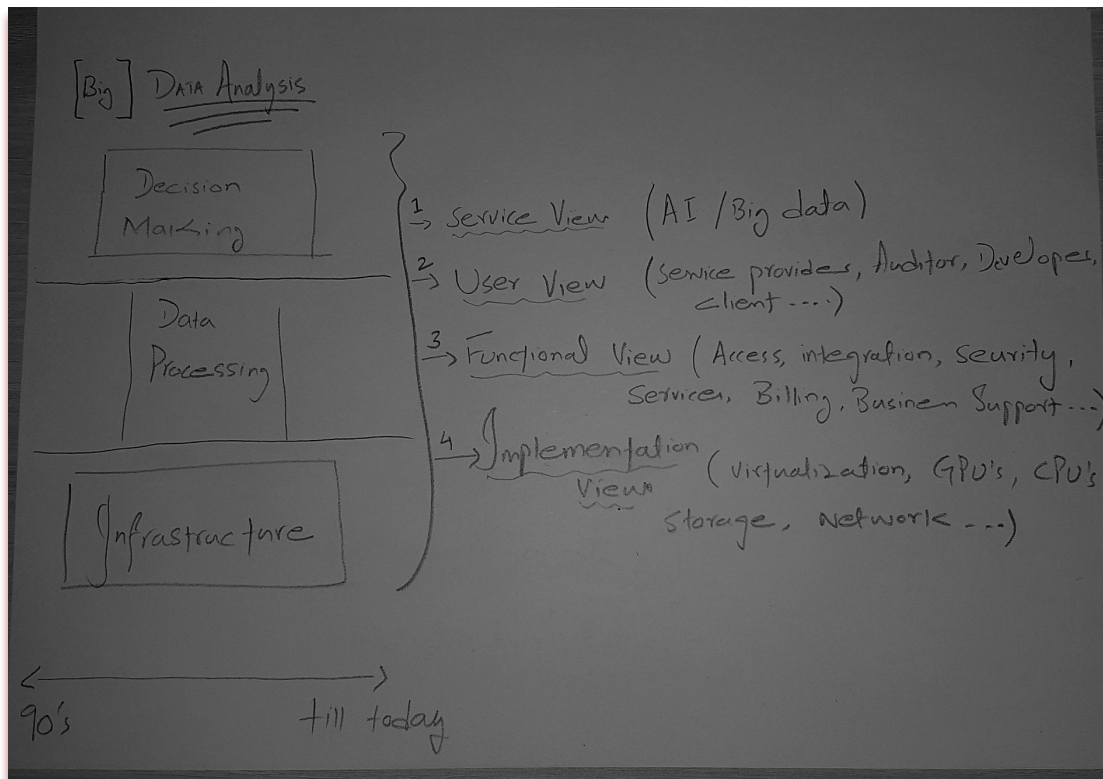 [Big] DATA Analysis
Decision
Making
Data
Processing
Infrastructure
90's
till today
1 Service View (AI / Big data)
2 User View (Service provides, Auditor, Developes,
client ....)
3 Functional View (Access, integration, Seurity,
Services, Billing, Business Support ...)
4 Implementation
View (Virtualization, GPU's, CPU's
Storage, Network ...)